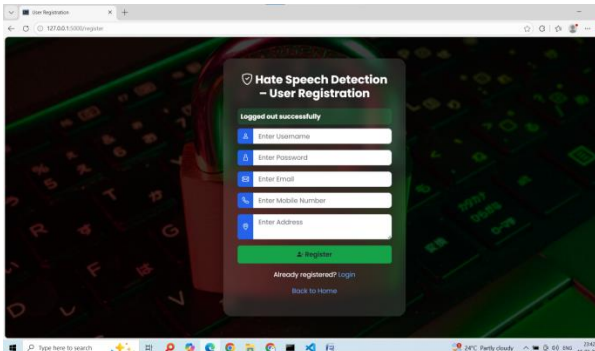 User Registration
127.0.0.1:5000/register
Hate Speech Detection
– User Registration
Logged out successfully
Enter Username
Enter Password
Enter Email
Enter Mobile Number
Enter Address
Register
Already registered? Login
Back to Home
Type here to search
24°C Partly cloudy
ENG
23:42